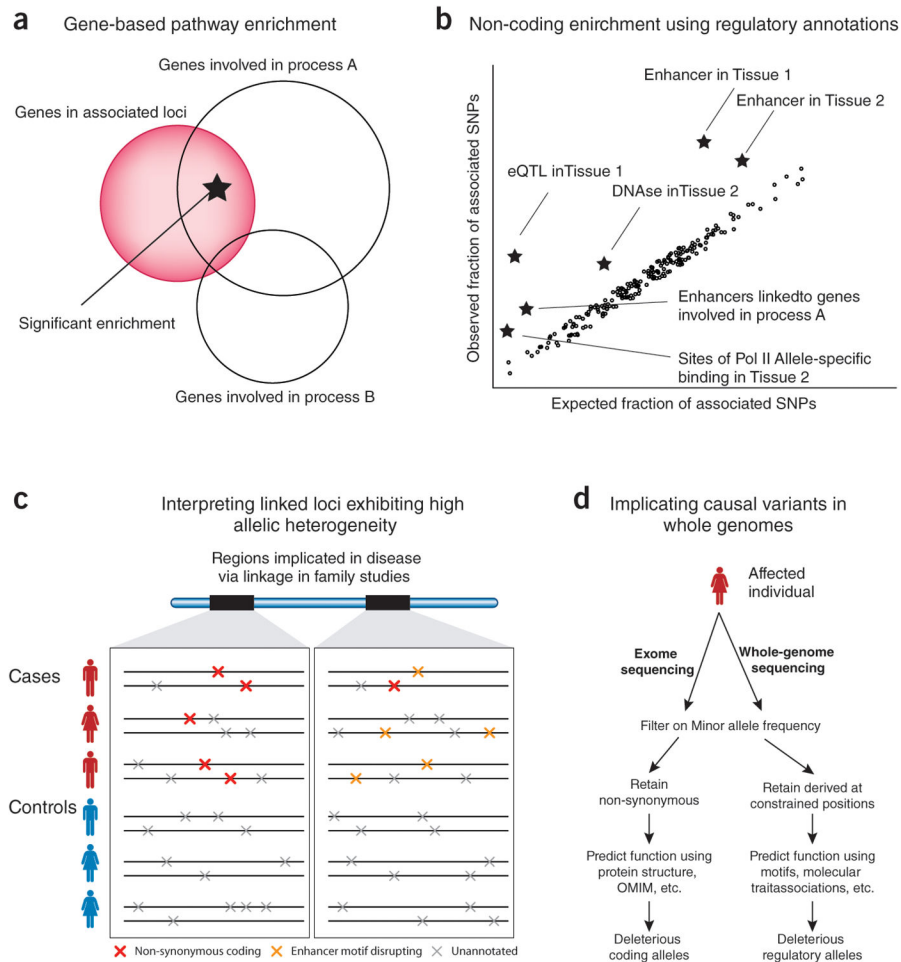 a
Gene-based pathway enrichment
Genes involved in process A
Genes in associated loci
Significant enrichment
Genes involved in process B
b
Non-coding enirchment using regulatory annotations
Observed fraction of associated SNPs
Enhancer in Tissue 1
Enhancer in Tissue 2
eQTL inTissue 1
DNAse inTissue 2
Enhancers linkedto genes
involved in process A
Sites of Pol II Allele-specific
binding in Tissue 2
Expected fraction of associated SNPs
c
Interpreting linked loci exhibiting high
allelic heterogeneity
Regions implicated in disease
via linkage in family studies
Cases
Controls
Non-synonymous coding
Enhancer motif disrupting
Unannotated
d
Implicating causal variants in
whole genomes
Affected
individual
Exome
sequencing
Whole-genome
sequencing
Filter on Minor allele frequency
Retain
non-synonymous
Retain derived at
constrained positions
Predict function using
protein structure,
OMIM, etc.
Predict function using
motifs, molecular
traitassociations, etc.
Deleterious
coding alleles
Deleterious
regulatory alleles